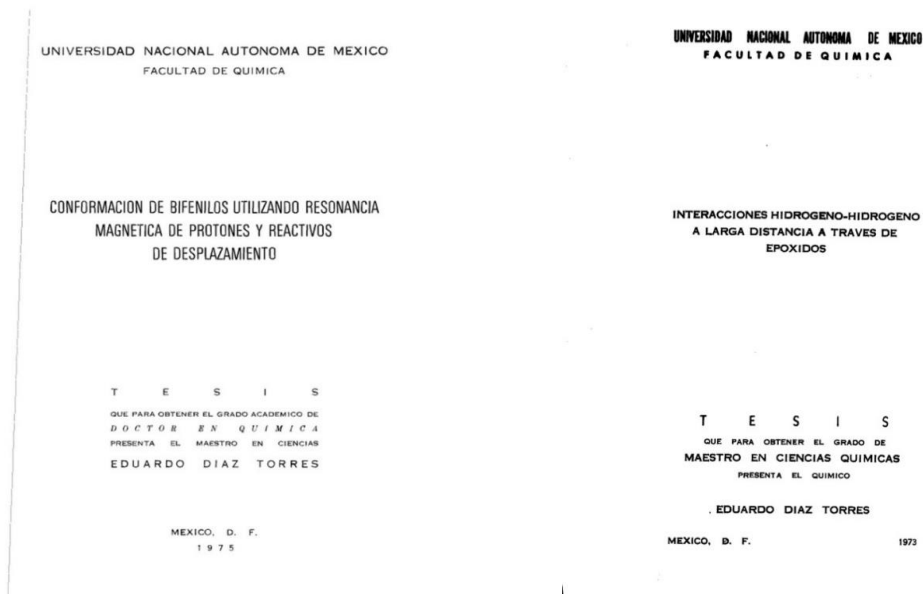 UNIVERSIDAD NACIONAL AUTONOMA DE MEXICO
FACULTAD DE QUIMICA
CONFORMACION DE BIFENILOS UTILIZANDO RESONANCIA
MAGNETICA DE PROTONES Y REACTIVOS
DE DESPLAZAMIENTO
T E S I S
QUE PARA OBTENER EL GRADO ACADEMICO DE
DOCTOR EN QUIMICA
PRESENTA EL MAESTRO EN CIENCIAS
EDUARDO DIAZ TORRES
MEXICO, D. F.
1975
UNIVERSIDAD NACIONAL AUTONOMA DE MEXICO
FACULTAD DE QUIMICA
INTERACCIONES HIDROGENO-HIDROGENO
A LARGA DISTANCIA A TRAVES DE
EPOXIDOS
T E S I S
QUE PARA OBTENER EL GRADO DE
MAESTRO EN CIENCIAS QUIMICAS
PRESENTA EL QUIMICO
EDUARDO DIAZ TORRES
MEXICO, D. F. 1973